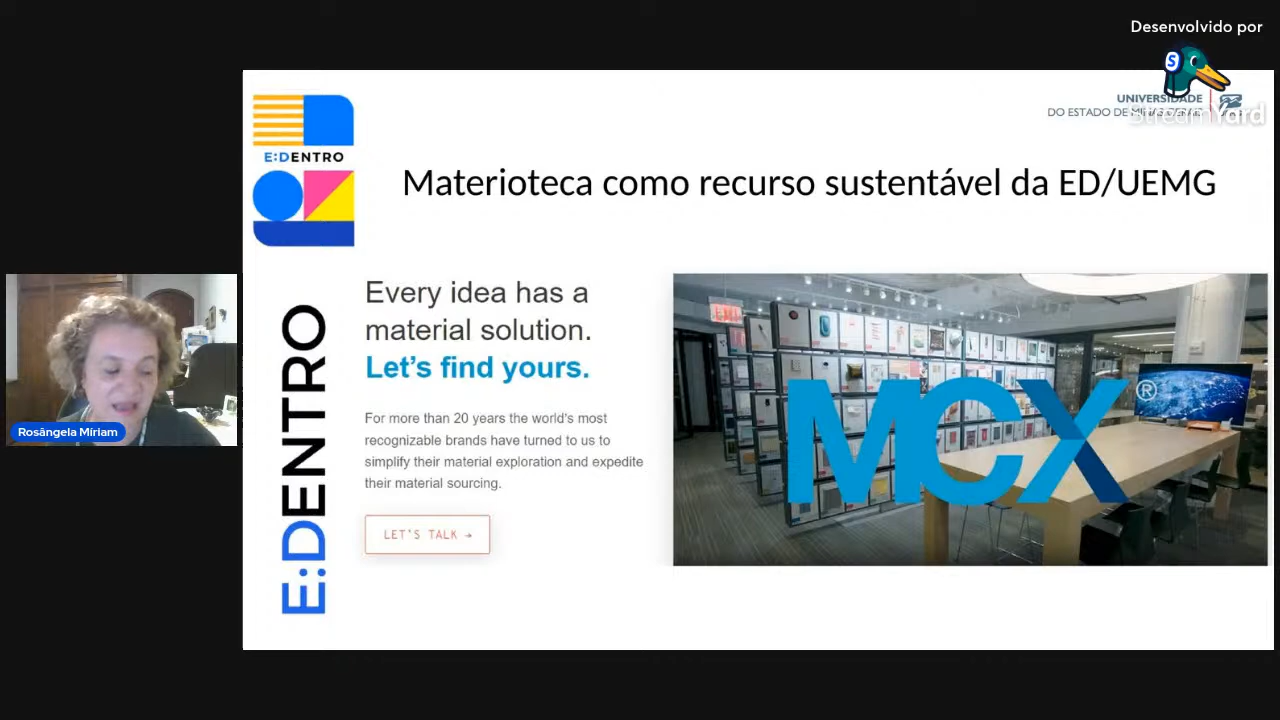 Desenvolvido por
StreamYard
UNIVERSIDADE
DO ESTADO DE MINAS GERAIS
E:DENTRO
Materioteca como recurso sustentável da ED/UEMG
Every idea has a
material solution.
Let's find yours.
For more than 20 years the world's most
recognizable brands have turned to us to
simplify their material exploration and expedite
their material sourcing.
LET'S TALK →
E:DENTRO
MCX®
Rosângela Míriam